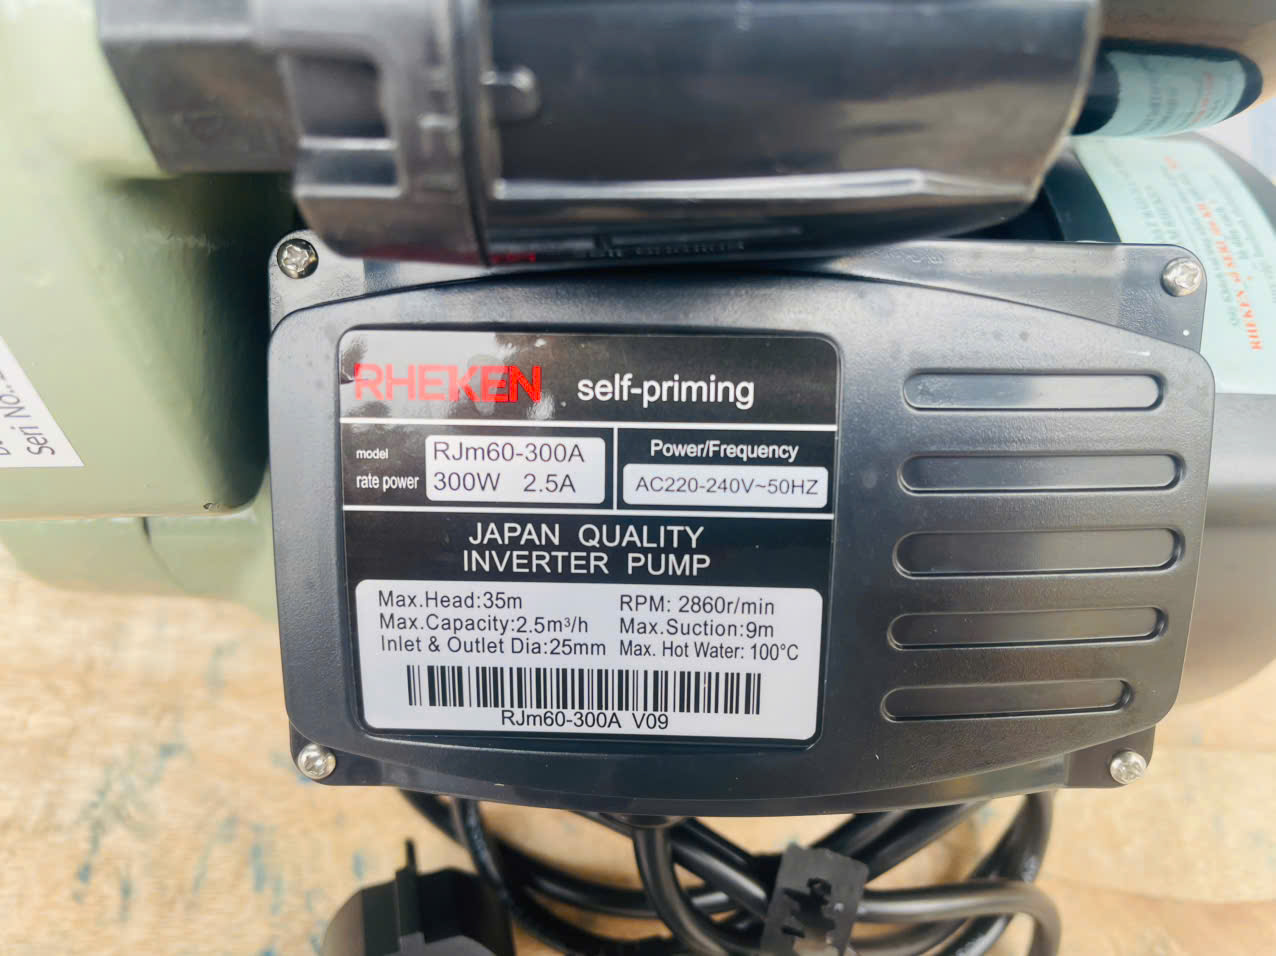 RHEKEN self-priming
model RJm60-300A
rate power 300W 2.5A
Power/Frequency
AC220-240V~50HZ
JAPAN QUALITY
INVERTER PUMP
Max.Head:35m RPM: 2860r/min
Max.Capacity:2.5m³/h Max.Suction:9m
Inlet & Outlet Dia:25mm Max. Hot Water: 100°C
RJm60-300A V09
Seri No.:
RHEKEN